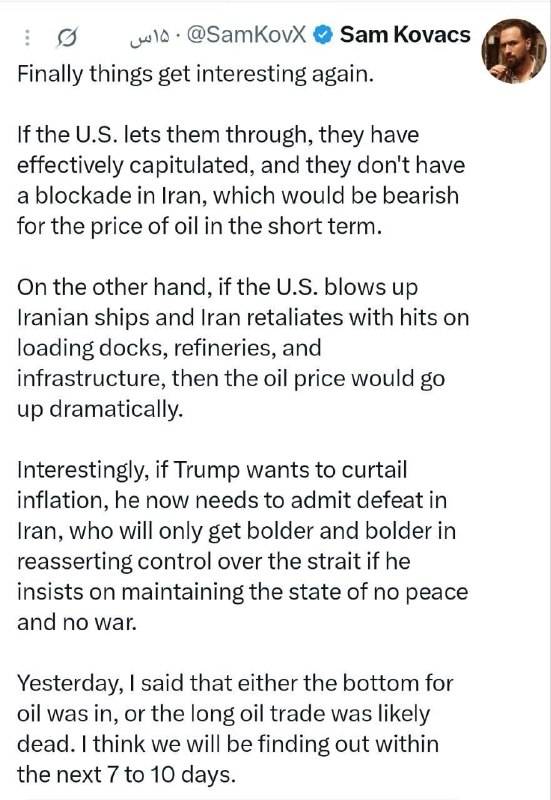 Sam Kovacs @SamKovX · ۱۵س
Finally things get interesting again.
If the U.S. lets them through, they have
effectively capitulated, and they don't have
a blockade in Iran, which would be bearish
for the price of oil in the short term.
On the other hand, if the U.S. blows up
Iranian ships and Iran retaliates with hits on
loading docks, refineries, and
infrastructure, then the oil price would go
up dramatically.
Interestingly, if Trump wants to curtail
inflation, he now needs to admit defeat in
Iran, who will only get bolder and bolder in
reasserting control over the strait if he
insists on maintaining the state of no peace
and no war.
Yesterday, I said that either the bottom for
oil was in, or the long oil trade was likely
dead. I think we will be finding out within
the next 7 to 10 days.